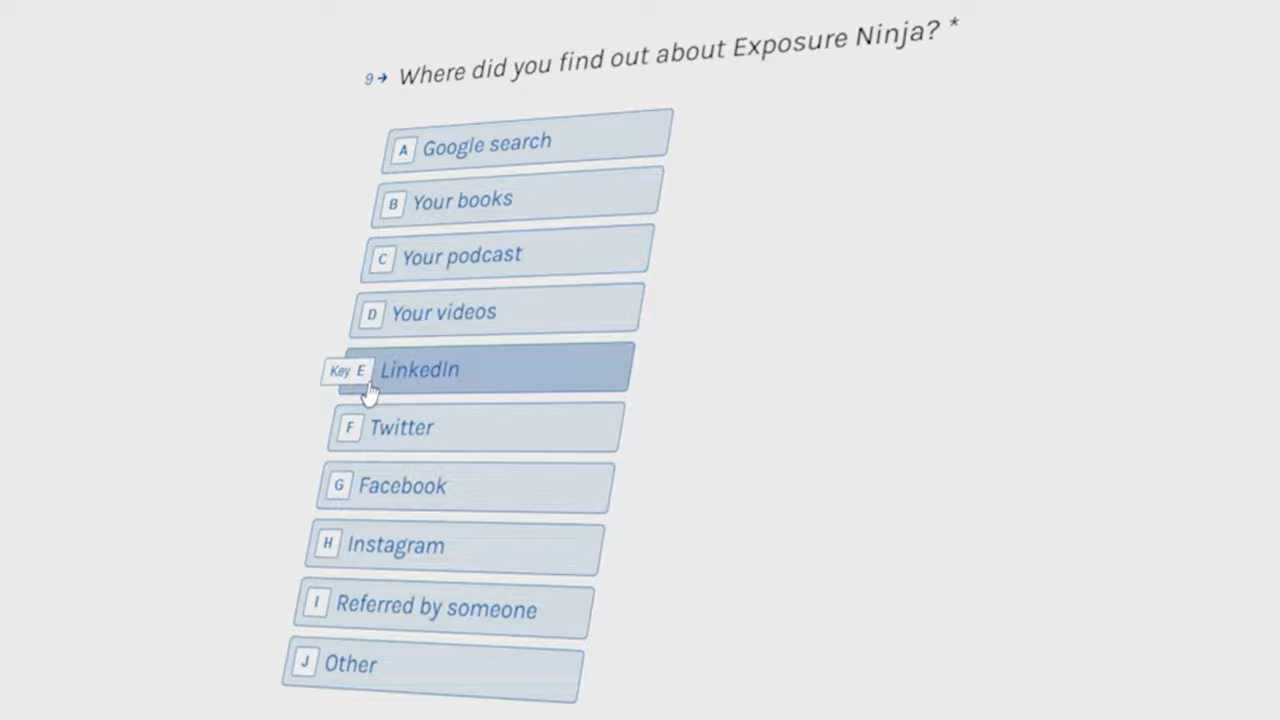 9→ Where did you find out about Exposure Ninja? *
A Google search
B Your books
C Your podcast
D Your videos
Key E LinkedIn
F Twitter
G Facebook
H Instagram
I Referred by someone
J Other